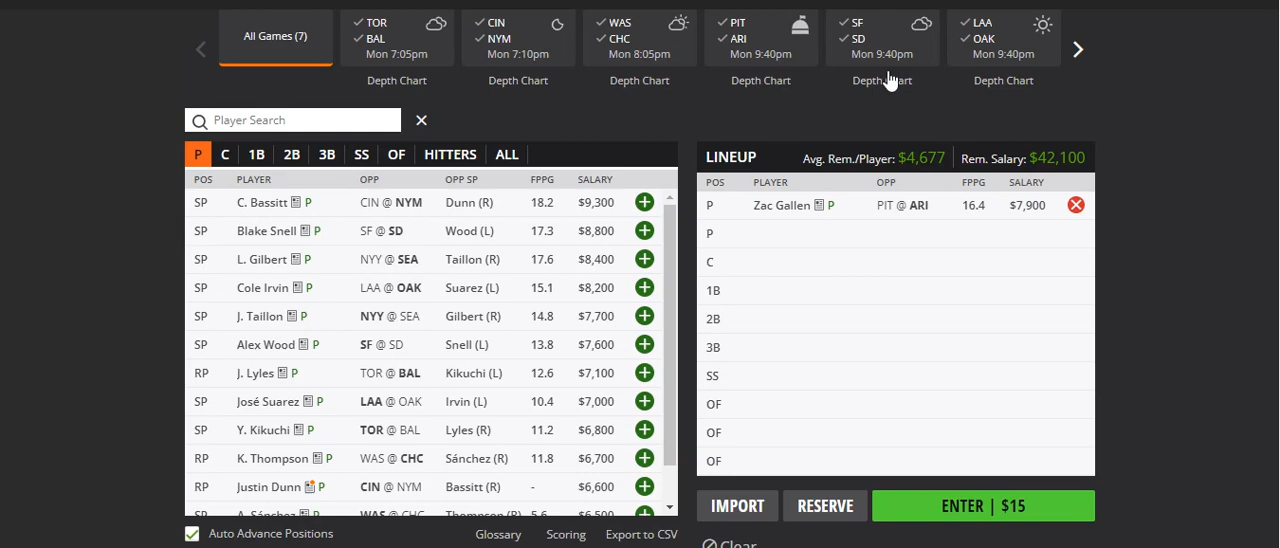 All Games (7)
TOR
BAL
Mon 7:05pm
Depth Chart
CIN
NYM
Mon 7:10pm
Depth Chart
WAS
CHC
Mon 8:05pm
Depth Chart
PIT
ARI
Mon 9:40pm
Depth Chart
SF
SD
Mon 9:40pm
Depth Chart
LAA
OAK
Mon 9:40pm
Depth Chart
Player Search
P C 1B 2B 3B SS OF HITTERS ALL
POS PLAYER OPP OPP SP FPPG SALARY
SP C. Bassitt P CIN @ NYM Dunn (R) 18.2 $9,300
SP Blake Snell P SF @ SD Wood (L) 17.3 $8,800
SP L. Gilbert P NYY @ SEA Taillon (R) 17.6 $8,400
SP Cole Irvin P LAA @ OAK Suarez (L) 15.1 $8,200
SP J. Taillon P NYY @ SEA Gilbert (R) 14.8 $7,700
SP Alex Wood P SF @ SD Snell (L) 13.8 $7,600
RP J. Lyles P TOR @ BAL Kikuchi (L) 12.6 $7,100
SP José Suarez P LAA @ OAK Irvin (L) 10.4 $7,000
SP Y. Kikuchi P TOR @ BAL Lyles (R) 11.2 $6,800
RP K. Thompson P WAS @ CHC Sánchez (R) 11.8 $6,700
RP Justin Dunn P CIN @ NYM Bassitt (R) - $6,600
SP A. Sánchez P WAS @ CHC Thompson (R) 5.6 $6,500
Auto Advance Positions
Glossary Scoring Export to CSV
LINEUP Avg. Rem./Player: $4,677 Rem. Salary: $42,100
POS PLAYER OPP FPPG SALARY
P Zac Gallen P PIT @ ARI 16.4 $7,900
P
C
1B
2B
3B
SS
OF
OF
OF
IMPORT RESERVE ENTER | $15
Clear